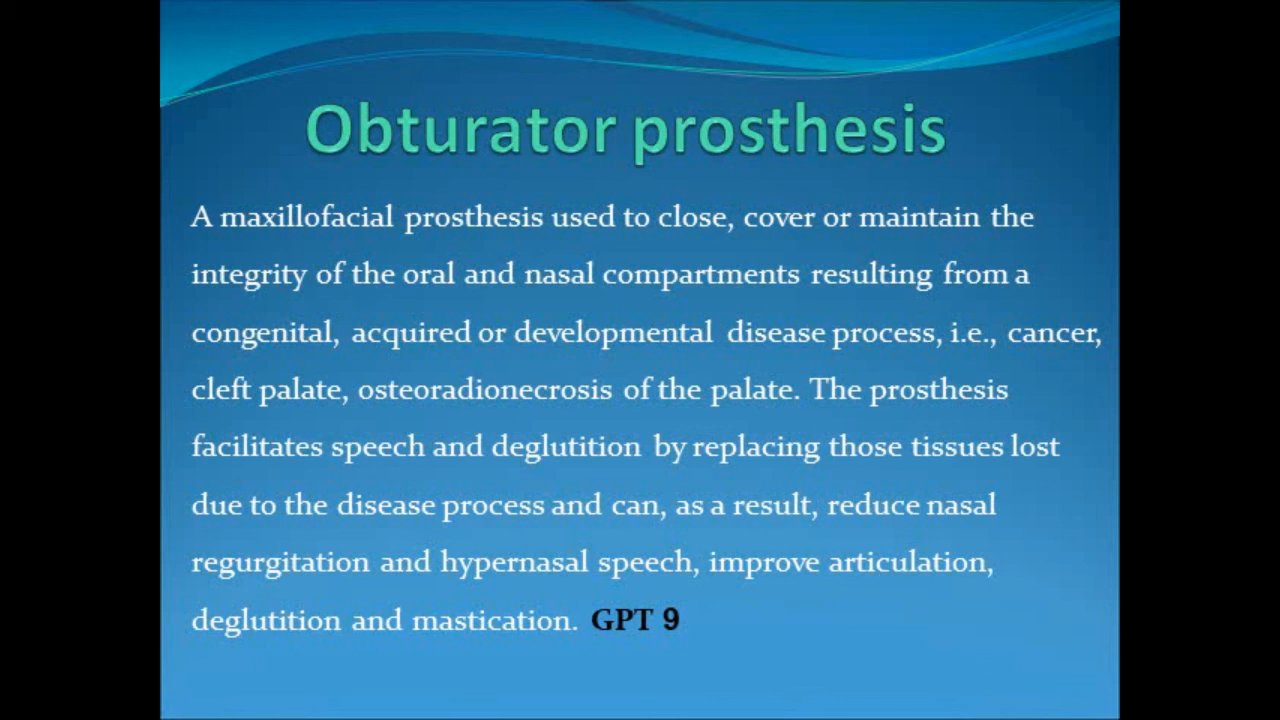 Obturator prosthesis
A maxillofacial prosthesis used to close, cover or maintain the
integrity of the oral and nasal compartments resulting from a
congenital, acquired or developmental disease process, i.e., cancer,
cleft palate, osteoradionecrosis of the palate. The prosthesis
facilitates speech and deglutition by replacing those tissues lost
due to the disease process and can, as a result, reduce nasal
regurgitation and hypernasal speech, improve articulation,
deglutition and mastication. GPT 9